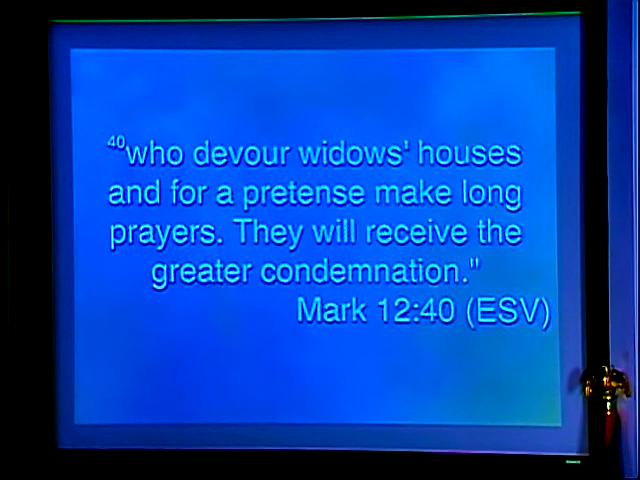 40who devour widows' houses
and for a pretense make long
prayers. They will receive the
greater condemnation."
Mark 12:40 (ESV)